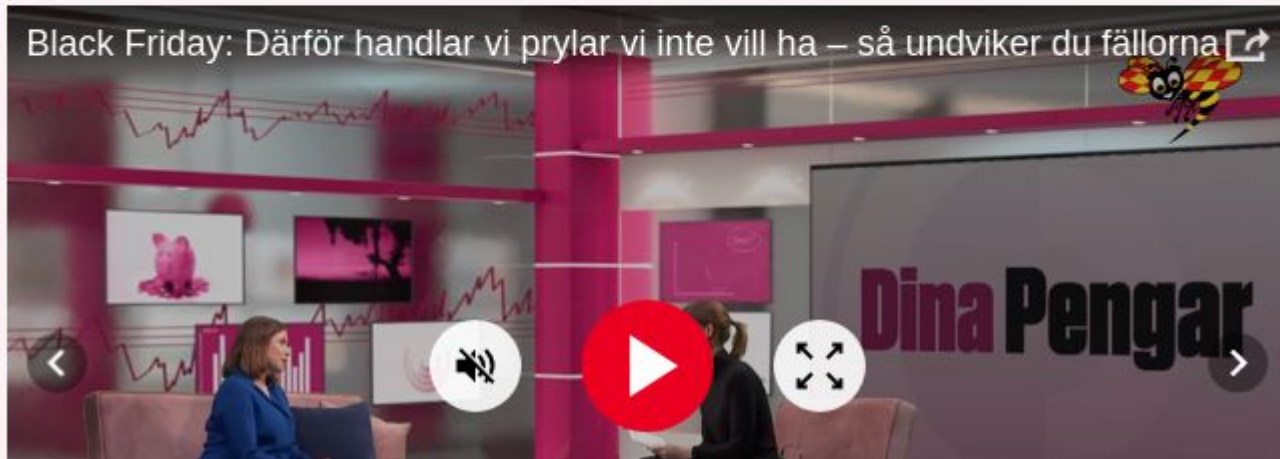 Black Friday: Därför handlar vi prylar vi inte vill ha – så undviker du fällorna
Dina Pengar